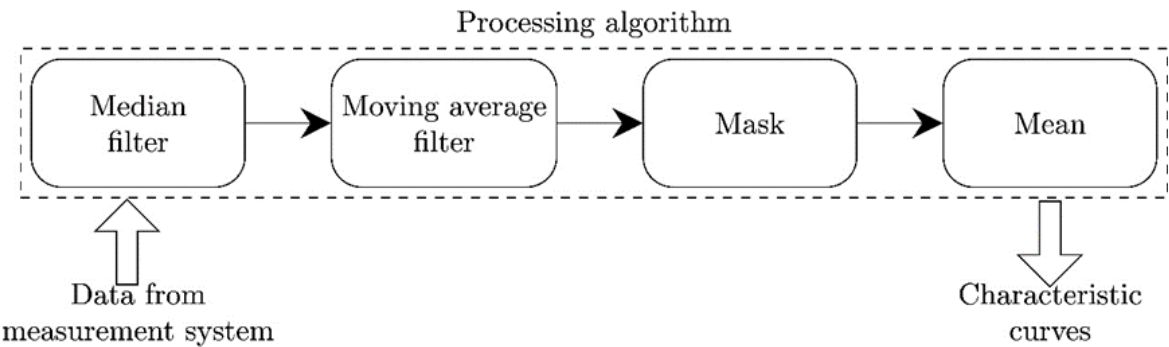 Processing algorithm
Median
filter
Moving average
filter
Mask
Mean
Data from
measurement system
Characteristic
curves